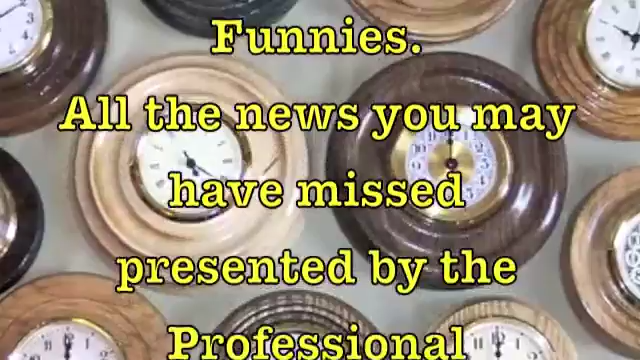 Funnies.
All the news you may
have missed
presented by the
Professional